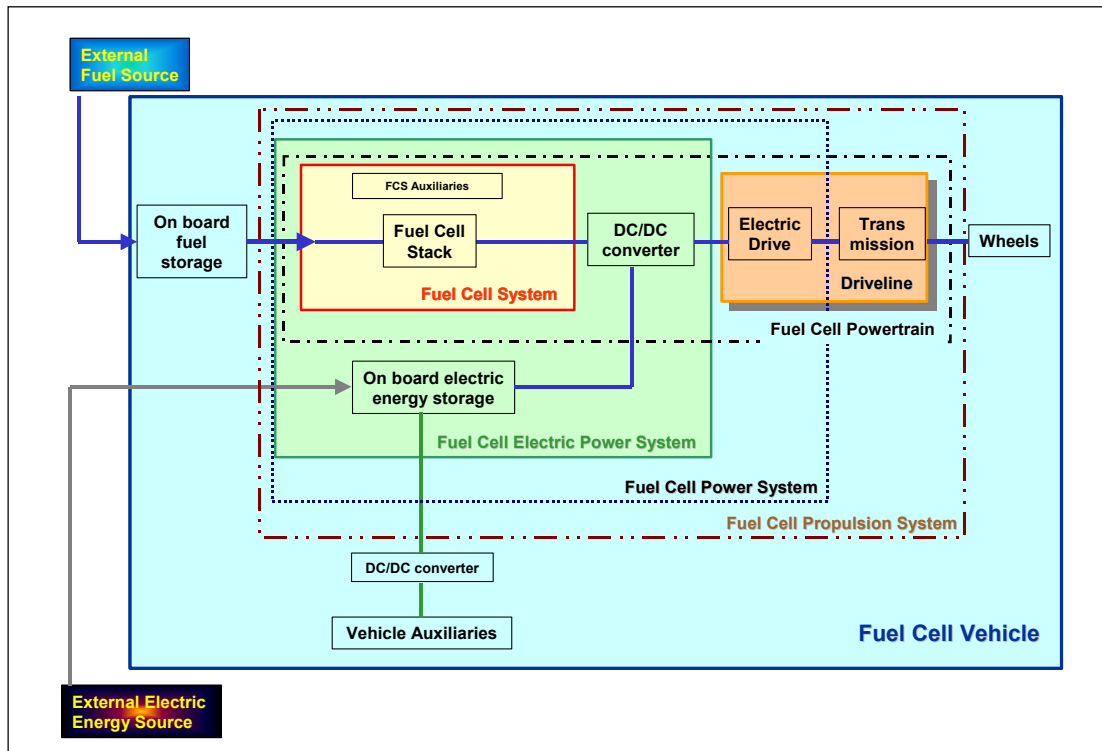 External
Fuel Source
FCS Auxiliaries
On board
fuel
storage
Fuel Cell
Stack
DC/DC
converter
Electric
Drive
Trans
mission
Wheels
Fuel Cell System
Driveline
Fuel Cell Powertrain
On board electric
energy storage
Fuel Cell Electric Power System
Fuel Cell Power System
Fuel Cell Propulsion System
DC/DC converter
Vehicle Auxiliaries
Fuel Cell Vehicle
External Electric
Energy Source